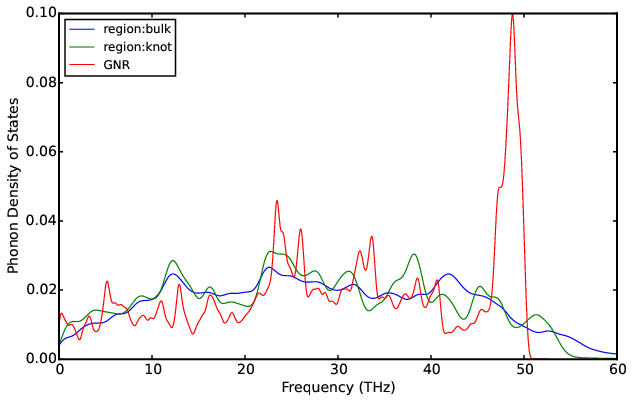 0.10
0.08
0.06
0.04
0.02
0.00
Phonon Density of States
region:bulk
region:knot
GNR
0 10 20 30 40 50 60
Frequency (THz)